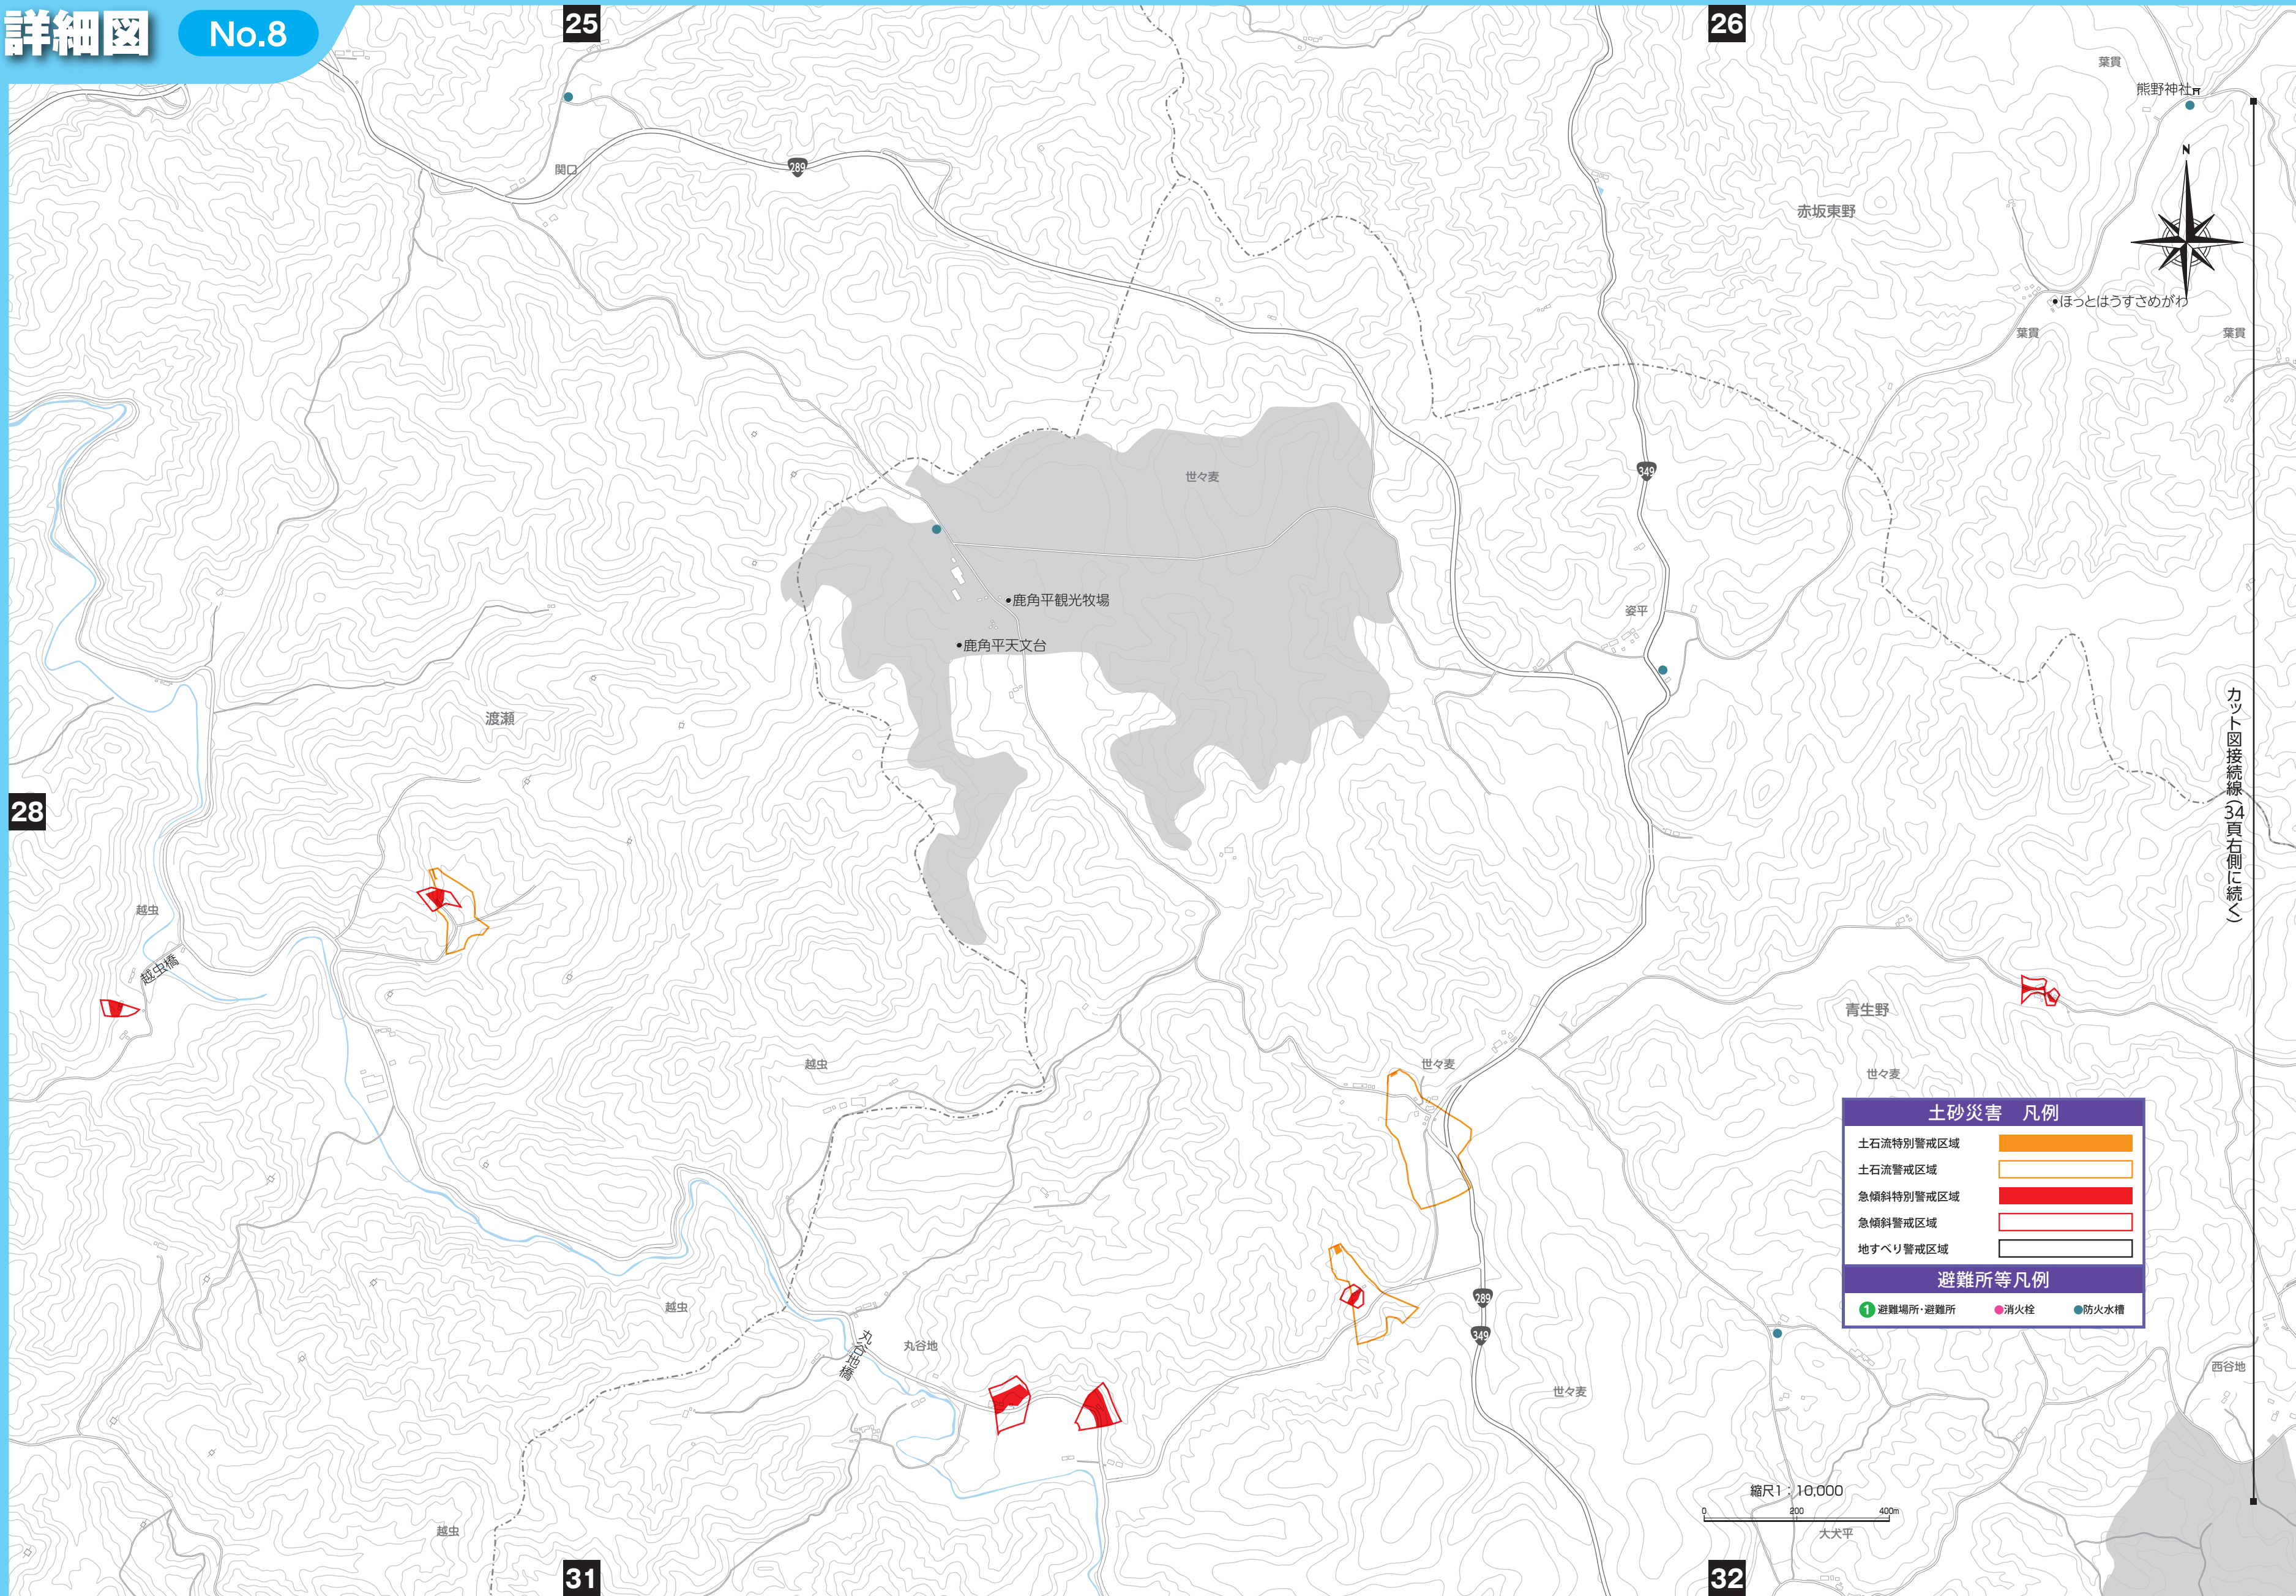 詳細図 No.8
25
26
葉貫
熊野神社
N
289
関口
赤坂東野
ほっとはうすさめがわ
葉貫
葉貫
349
世々麦
鹿角平観光牧場
姿平
鹿角平天文台
渡瀬
カット図接続線(34頁右側に続く)
28
越虫
越虫橋
青生野
越虫
世々麦
世々麦
土砂災害 凡例
土石流特別警戒区域
土石流警戒区域
急傾斜特別警戒区域
急傾斜警戒区域
地すべり警戒区域
避難所等凡例
1 避難場所・避難所 消火栓 防火水槽
289
越虫
349
丸谷地橋
丸谷地
西谷地
世々麦
縮尺1:10,000
0 200 400m
大犬平
越虫
31
32